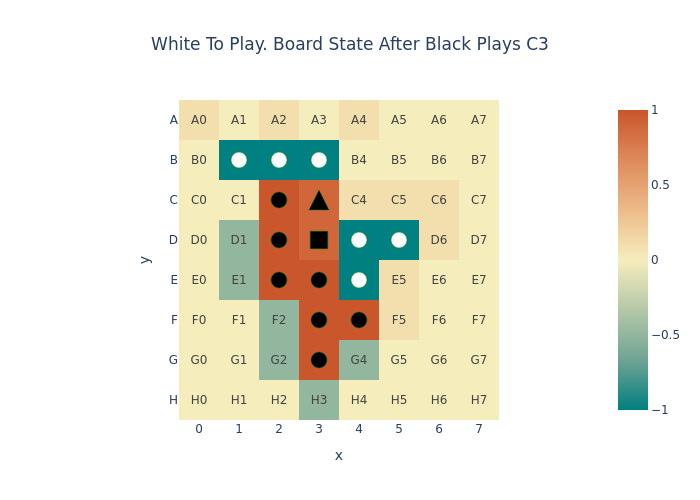 White To Play. Board State After Black Plays C3
A A0 A1 A2 A3 A4 A5 A6 A7
B B0 B4 B5 B6 B7
C C0 C1 C4 C5 C6 C7
D D0 D1 D6 D7
E E0 E1 E5 E6 E7
F F0 F1 F2 F5 F6 F7
G G0 G1 G2 G4 G5 G6 G7
H H0 H1 H2 H3 H4 H5 H6 H7
0 1 2 3 4 5 6 7
x
y
1
0.5
0
−0.5
−1